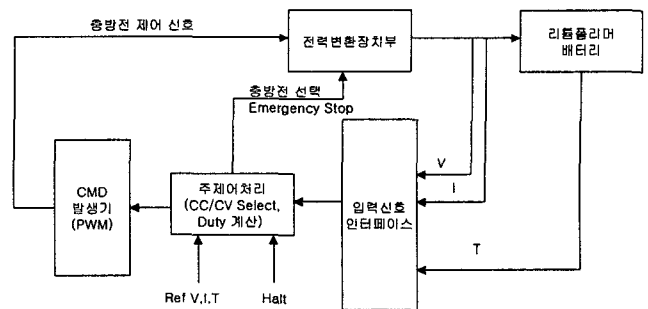 충방전 제어 신호
전력변환장치부
리튬폴리머
배터리
충방전 선택
Emergency Stop
V
I
T
CMD
발생기
(PWM)
주제어처리
(CC/CV Select,
Duty 계산)
입력신호
인터페이스
Ref V,I,T
Halt